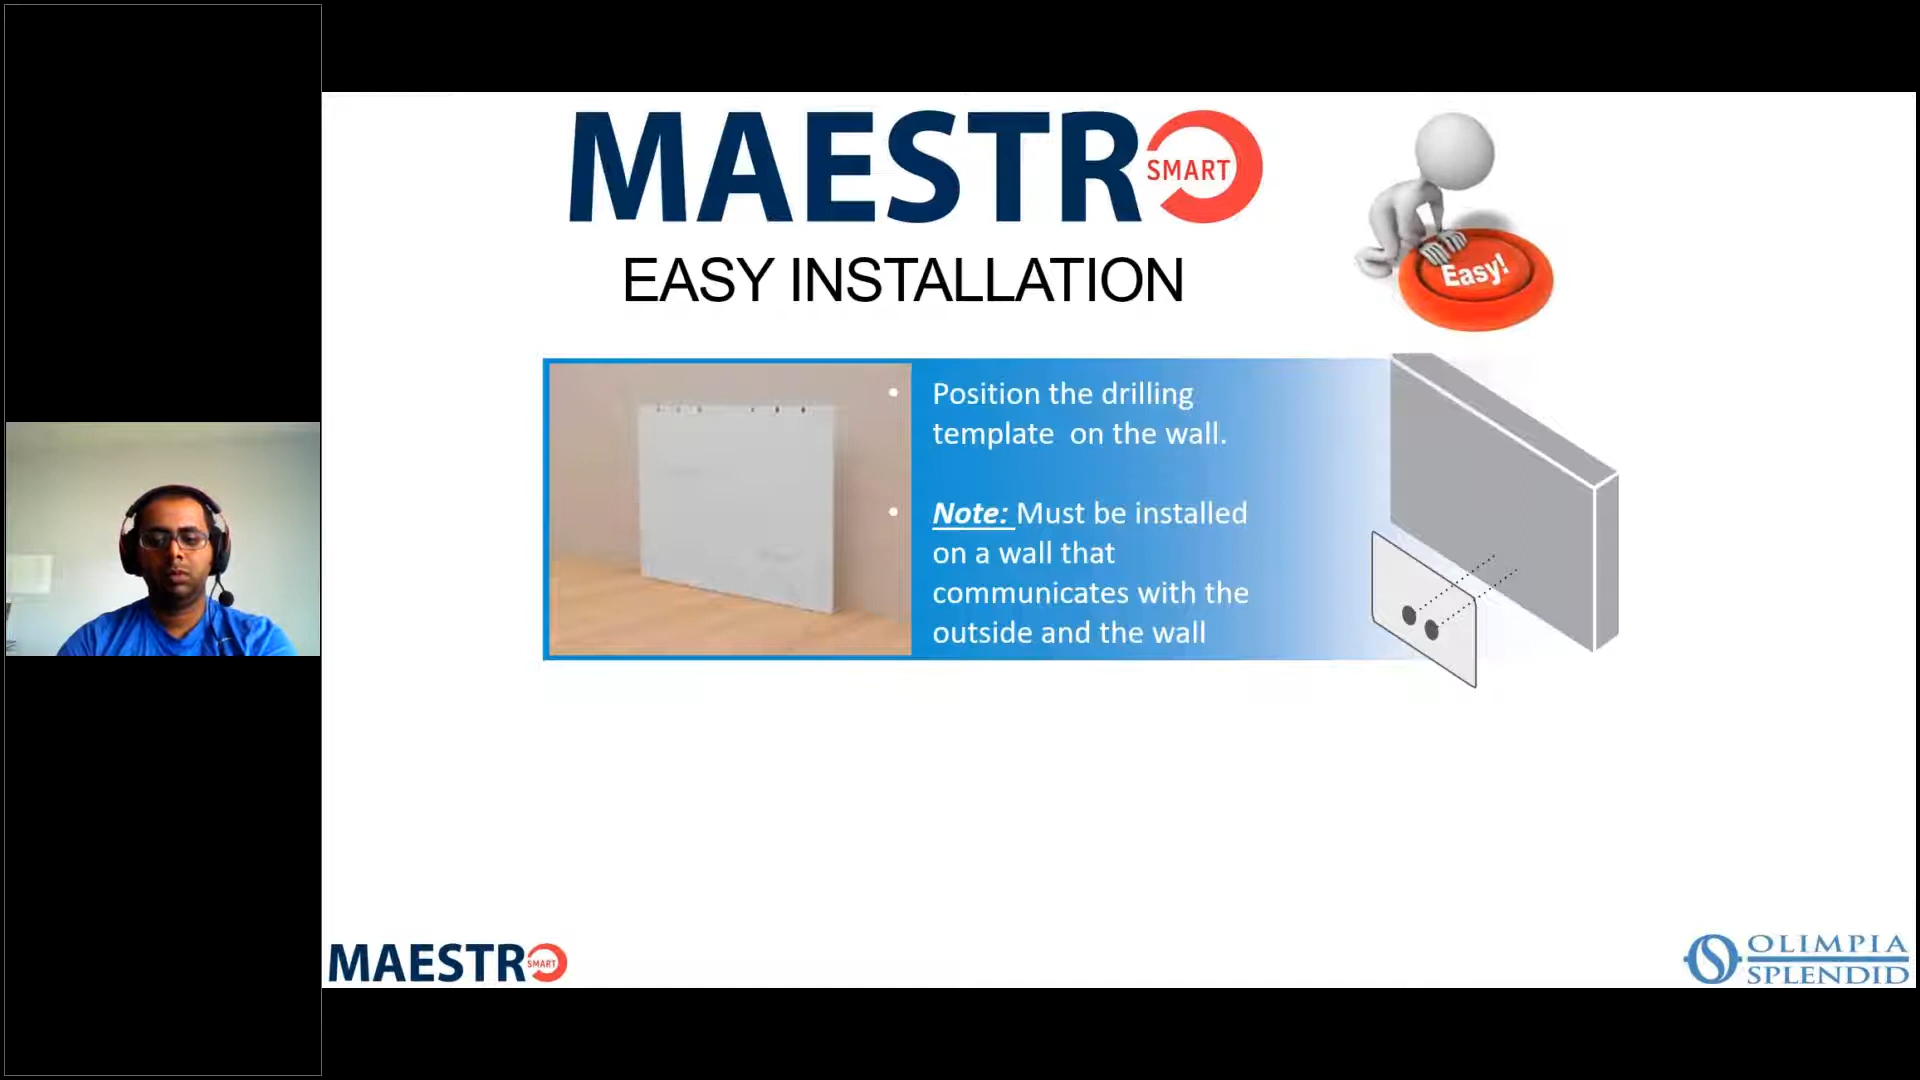 MAESTRO
SMART
EASY INSTALLATION
Easy!
• Position the drilling
template on the wall.
• Note: Must be installed
on a wall that
communicates with the
outside and the wall
MAESTRO
SMART
OLIMPIA
SPLENDID